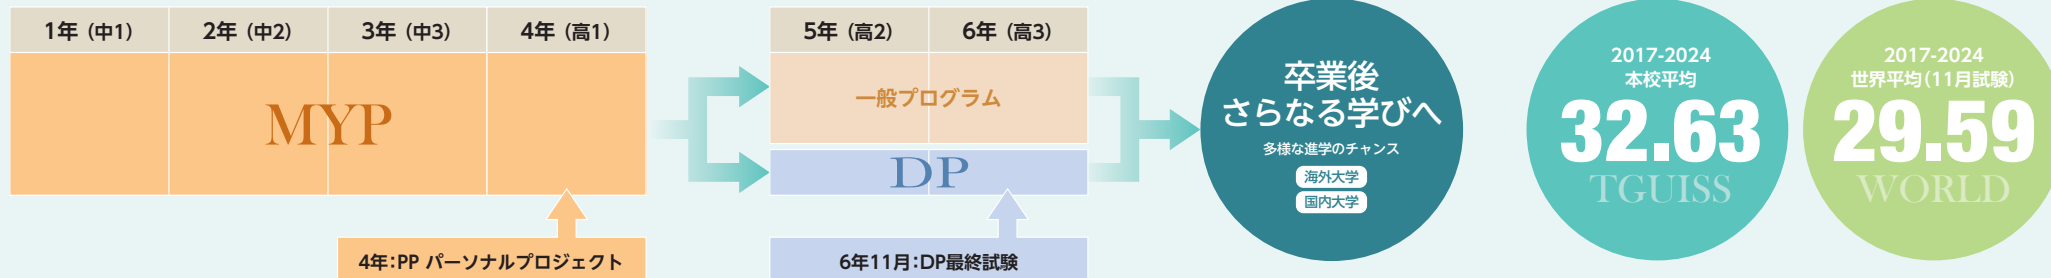 1年（中1） 2年（中2） 3年（中3） 4年（高1）
MYP
4年：PP パーソナルプロジェクト
5年（高2） 6年（高3）
一般プログラム
DP
6年11月：DP最終試験
卒業後
さらなる学びへ
多様な進学のチャンス
海外大学
国内大学
2017-2024
本校平均
32.63
TGUISS
2017-2024
世界平均（11月試験）
29.59
WORLD